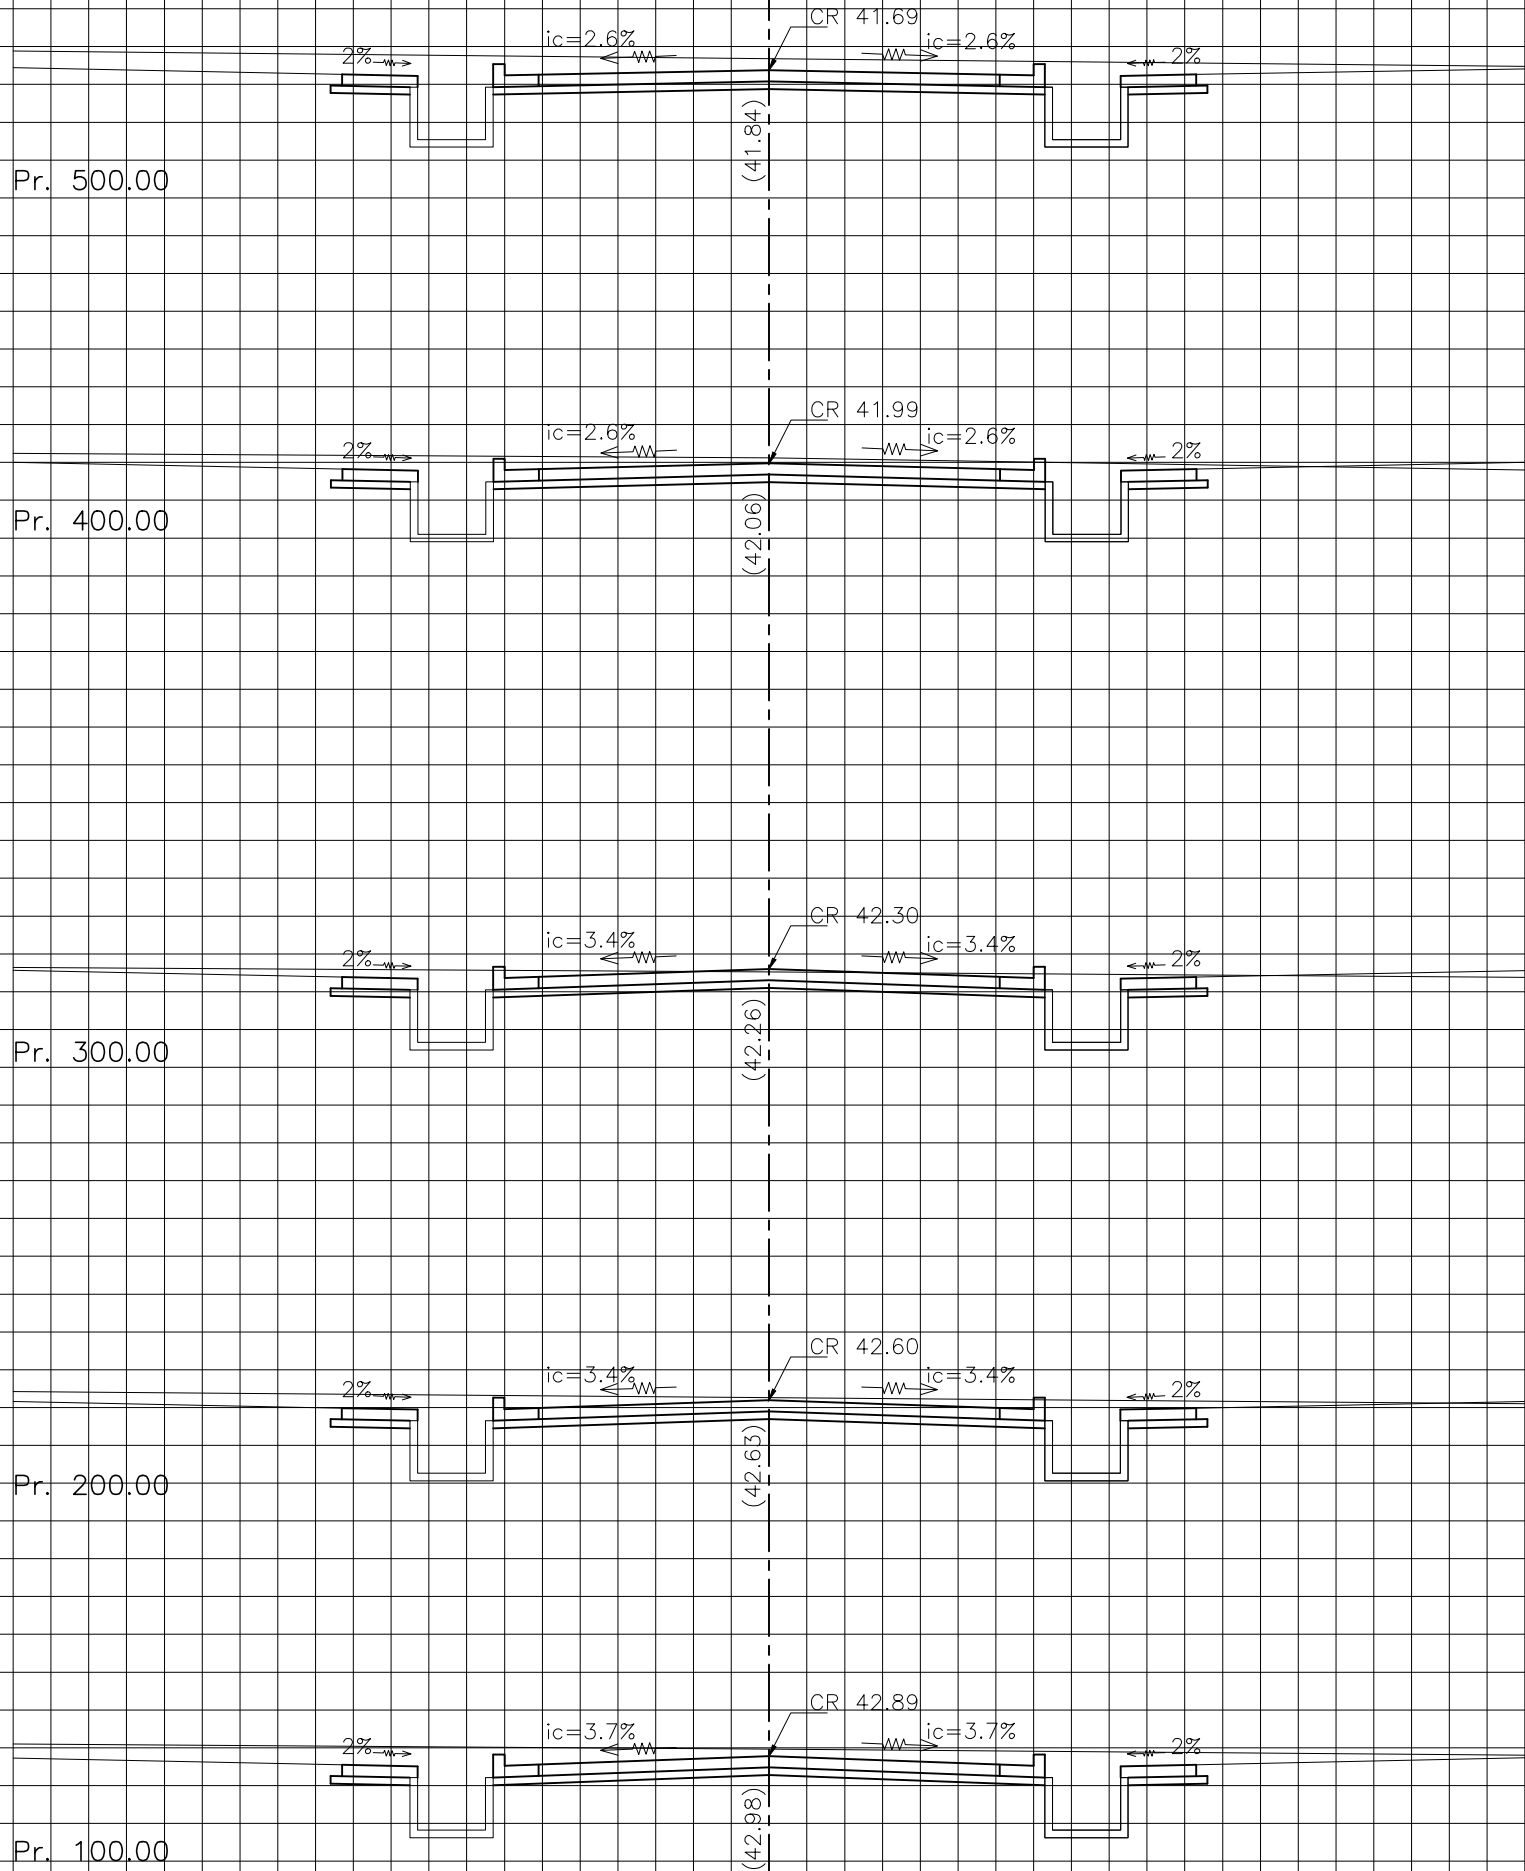 CR 41.69
ic=2.6% ic=2.6%
2% 2%
(41.84)
Pr. 500.00
CR 41.99
ic=2.6% ic=2.6%
2% 2%
(42.06)
Pr. 400.00
CR 42.30
ic=3.4% ic=3.4%
2% 2%
(42.26)
Pr. 300.00
CR 42.60
ic=3.4% ic=3.4%
2% 2%
(42.63)
Pr. 200.00
CR 42.89
ic=3.7% ic=3.7%
2% 2%
(42.98)
Pr. 100.00